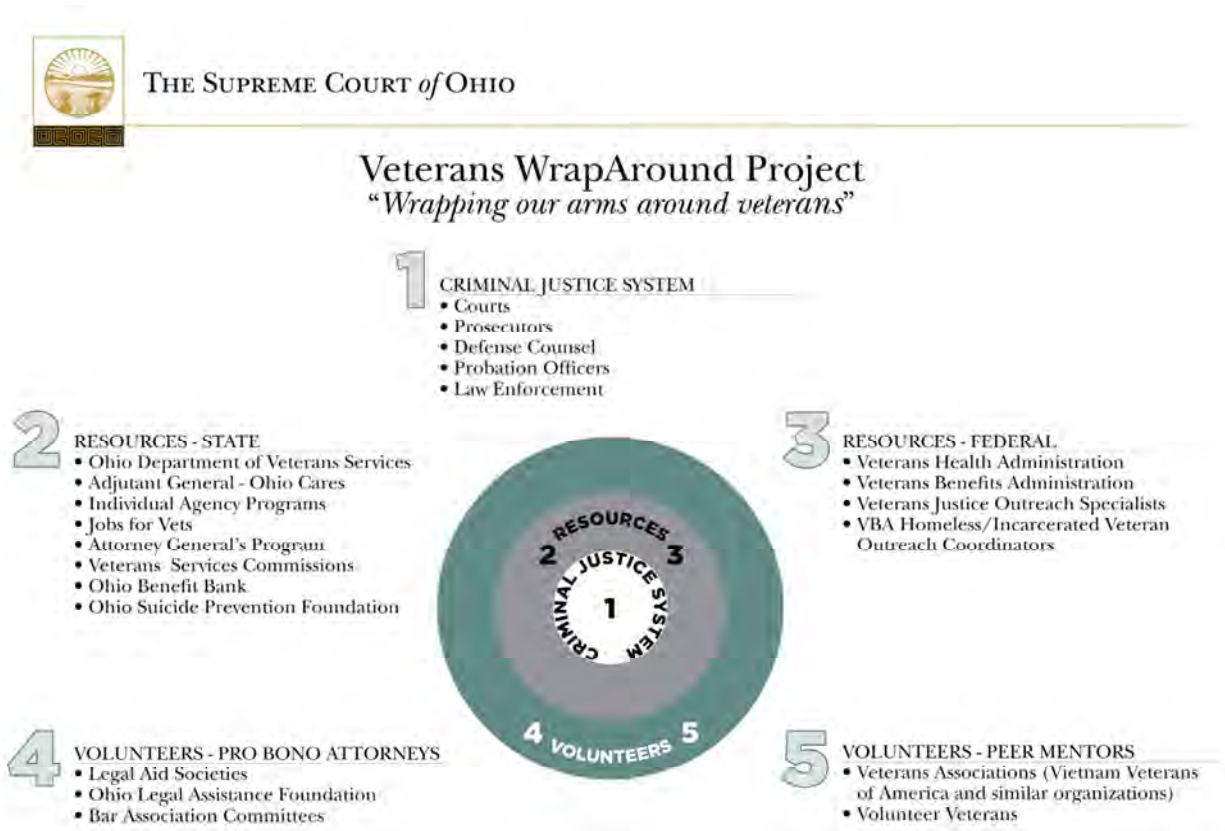 THE SUPREME COURT of OHIO
Veterans WrapAround Project
“Wrapping our arms around veterans”
1
CRIMINAL JUSTICE SYSTEM
• Courts
• Prosecutors
• Defense Counsel
• Probation Officers
• Law Enforcement
2
RESOURCES - STATE
• Ohio Department of Veterans Services
• Adjutant General - Ohio Cares
• Individual Agency Programs
• Jobs for Vets
• Attorney General's Program
• Veterans Services Commissions
• Ohio Benefit Bank
• Ohio Suicide Prevention Foundation
3
RESOURCES - FEDERAL
• Veterans Health Administration
• Veterans Benefits Administration
• Veterans Justice Outreach Specialists
• VBA Homeless/Incarcerated Veteran
Outreach Coordinators
RESOURCES
2 3
CRIMINAL JUSTICE SYSTEM
1
4 VOLUNTEERS 5
4
VOLUNTEERS - PRO BONO ATTORNEYS
• Legal Aid Societies
• Ohio Legal Assistance Foundation
• Bar Association Committees
5
VOLUNTEERS - PEER MENTORS
• Veterans Associations (Vietnam Veterans
of America and similar organizations)
• Volunteer Veterans